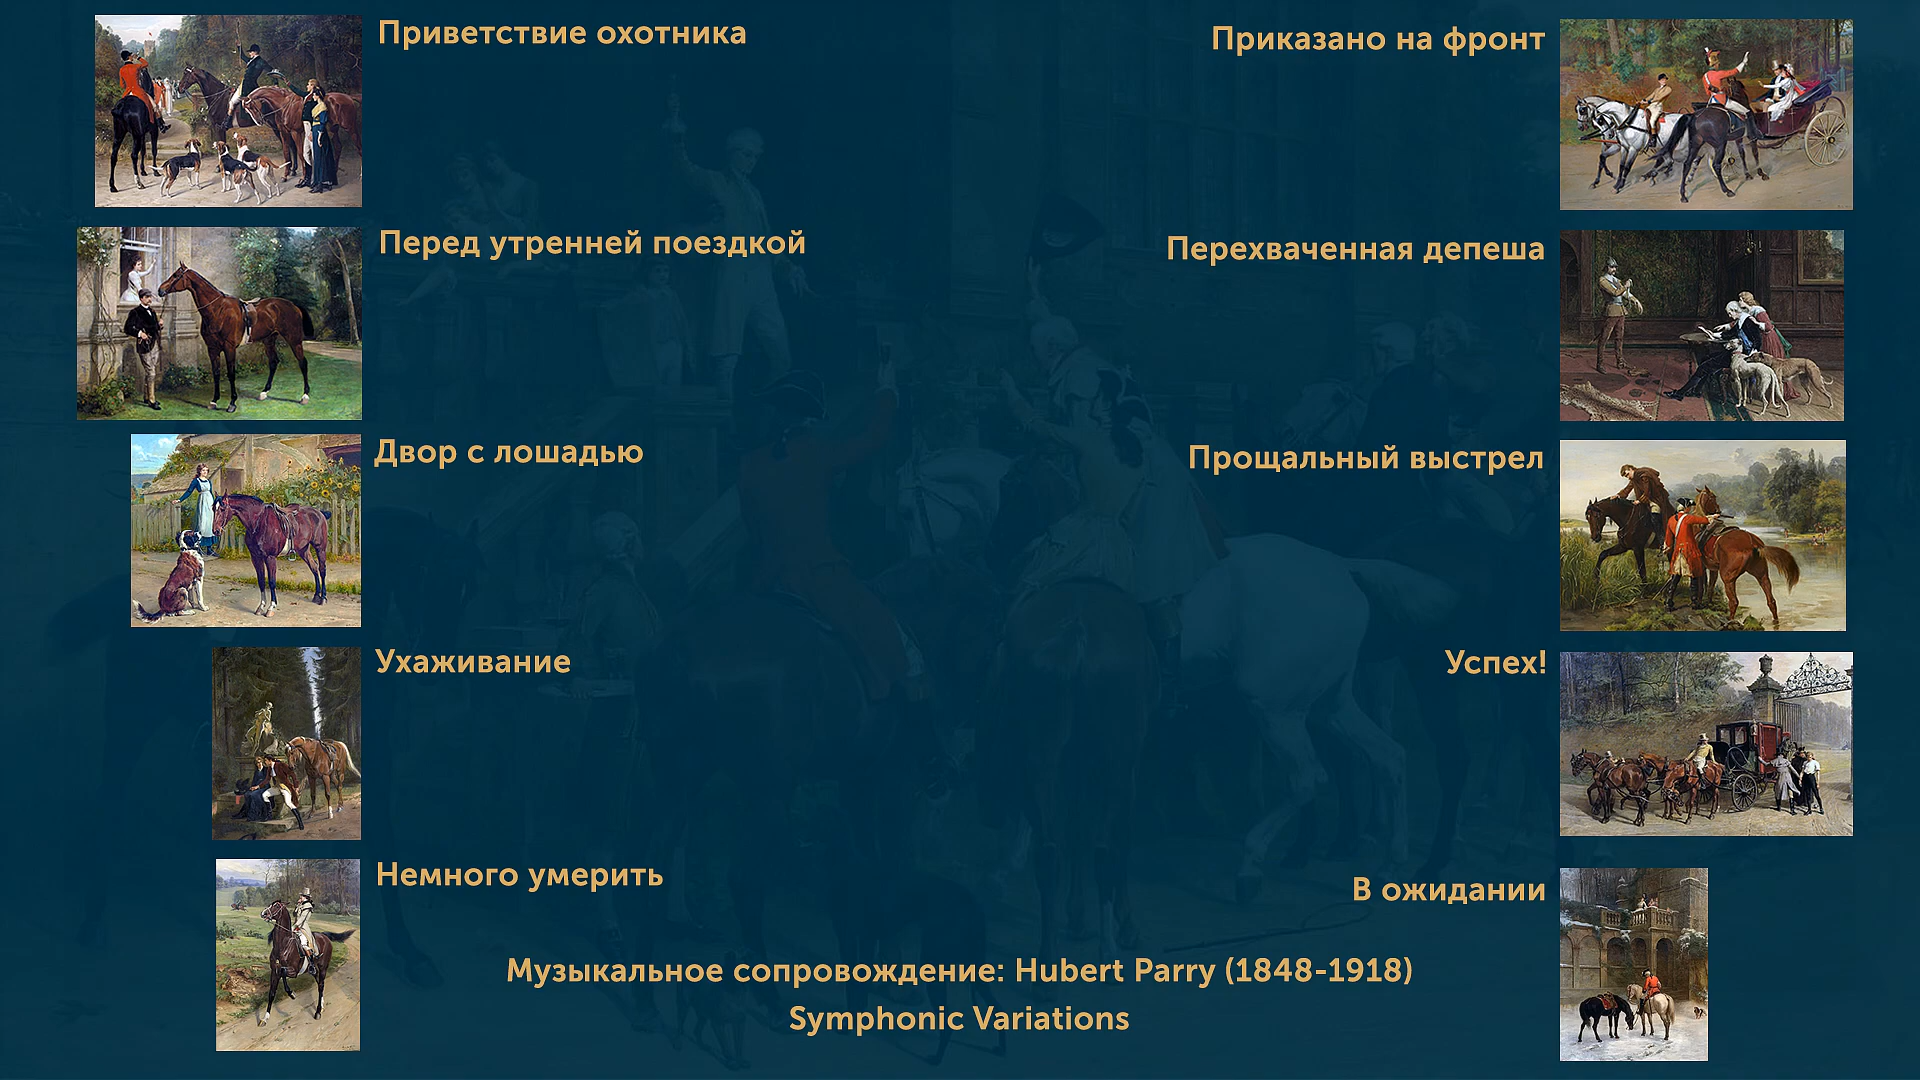 Приветствие охотника
Перед утренней поездкой
Двор с лошадью
Ухаживание
Немного умерить
Приказано на фронт
Перехваченная депеша
Прощальный выстрел
Успех!
В ожидании
Музыкальное сопровождение: Hubert Parry (1848-1918)
Symphonic Variations